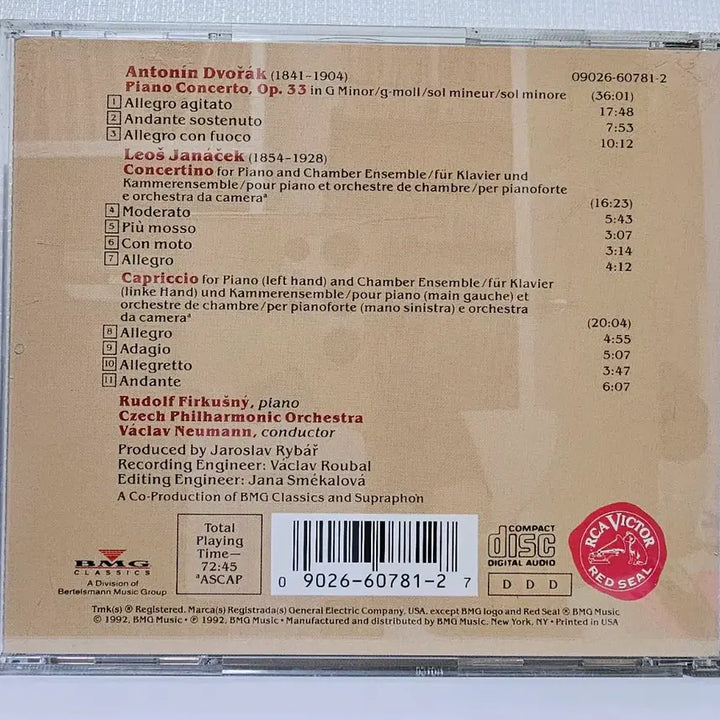 Antonín Dvořák (1841–1904) 09026-60781-2
Piano Concerto, Op. 33 in G Minor/g-moll/sol mineur/sol minore (36:01)
1 Allegro agitato 17:48
2 Andante sostenuto 7:53
3 Allegro con fuoco 10:12
Leoš Janáček (1854–1928)
Concertino for Piano and Chamber Ensemble/für Klavier und
Kammerensemble/pour piano et orchestre de chambre/per pianoforte
e orchestra da cameraª (16:23)
4 Moderato 5:43
5 Più mosso 3:07
6 Con moto 3:14
7 Allegro 4:12
Capriccio for Piano (left hand) and Chamber Ensemble/für Klavier
(linke Hand) und Kammerensemble/pour piano (main gauche) et
orchestre de chambre/per pianoforte (mano sinistra) e orchestra
da cameraª (20:04)
8 Allegro 4:55
9 Adagio 5:07
10 Allegretto 3:47
11 Andante 6:07
Rudolf Firkušný, piano
Czech Philharmonic Orchestra
Václav Neumann, conductor
Produced by Jaroslav Rybář
Recording Engineer: Václav Roubal
Editing Engineer: Jana Smékalová
A Co-Production of BMG Classics and Supraphon
BMG
CLASSICS
A Division of
Bertelsmann Music Group
Total
Playing
Time—
72:45
ªASCAP
0 9026-60781-2 7
COMPACT
disc
DIGITAL AUDIO
D D D
RCA VICTOR
RED SEAL
Tmk(s) ® Registered. Marca(s) Registrada(s) General Electric Company, USA, except BMG logo and Red Seal ® BMG Music
© 1992, BMG Music • ℗ 1992, BMG Music • Manufactured and distributed by BMG Music, New York, NY • Printed in USA